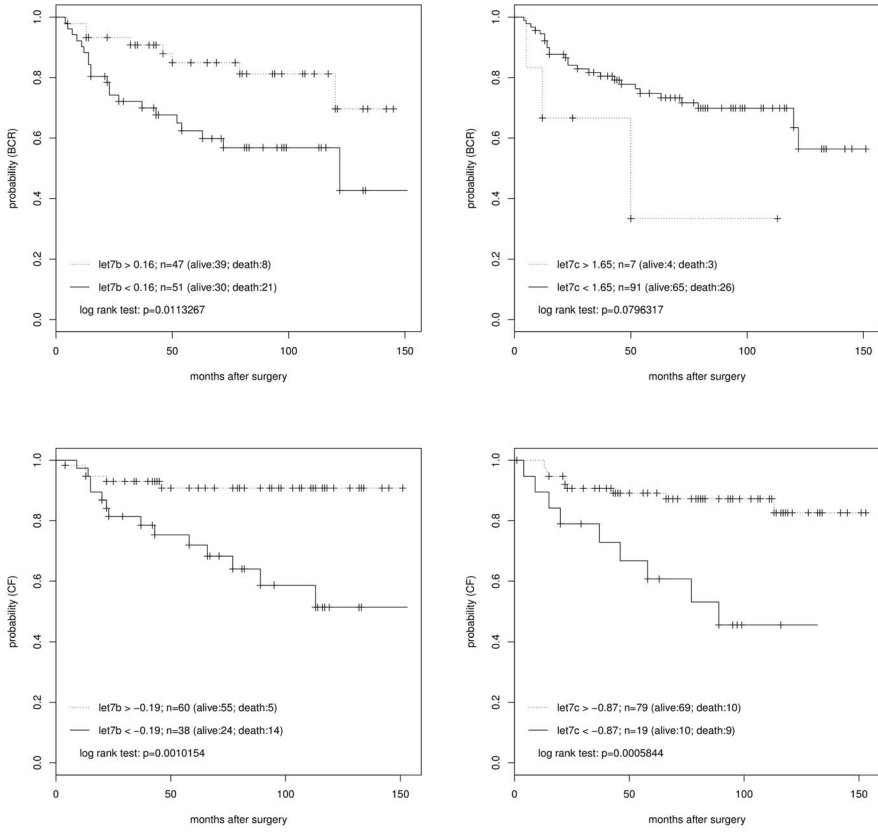 1.0
0.8
0.6
0.4
0.2
0.0
probability (BCR)
let7b > 0.16; n=47 (alive:39; death:8)
let7b < 0.16; n=51 (alive:30; death:21)
log rank test: p=0.0113267
0 50 100 150
months after surgery
1.0
0.8
0.6
0.4
0.2
0.0
probability (BCR)
let7c > 1.65; n=7 (alive:4; death:3)
let7c < 1.65; n=91 (alive:65; death:26)
log rank test: p=0.0796317
0 50 100 150
months after surgery
1.0
0.8
0.6
0.4
0.2
0.0
probability (CF)
let7b > −0.19; n=60 (alive:55; death:5)
let7b < −0.19; n=38 (alive:24; death:14)
log rank test: p=0.0010154
0 50 100 150
months after surgery
1.0
0.8
0.6
0.4
0.2
0.0
probability (CF)
let7c > −0.87; n=79 (alive:69; death:10)
let7c < −0.87; n=19 (alive:10; death:9)
log rank test: p=0.0005844
0 50 100 150
months after surgery